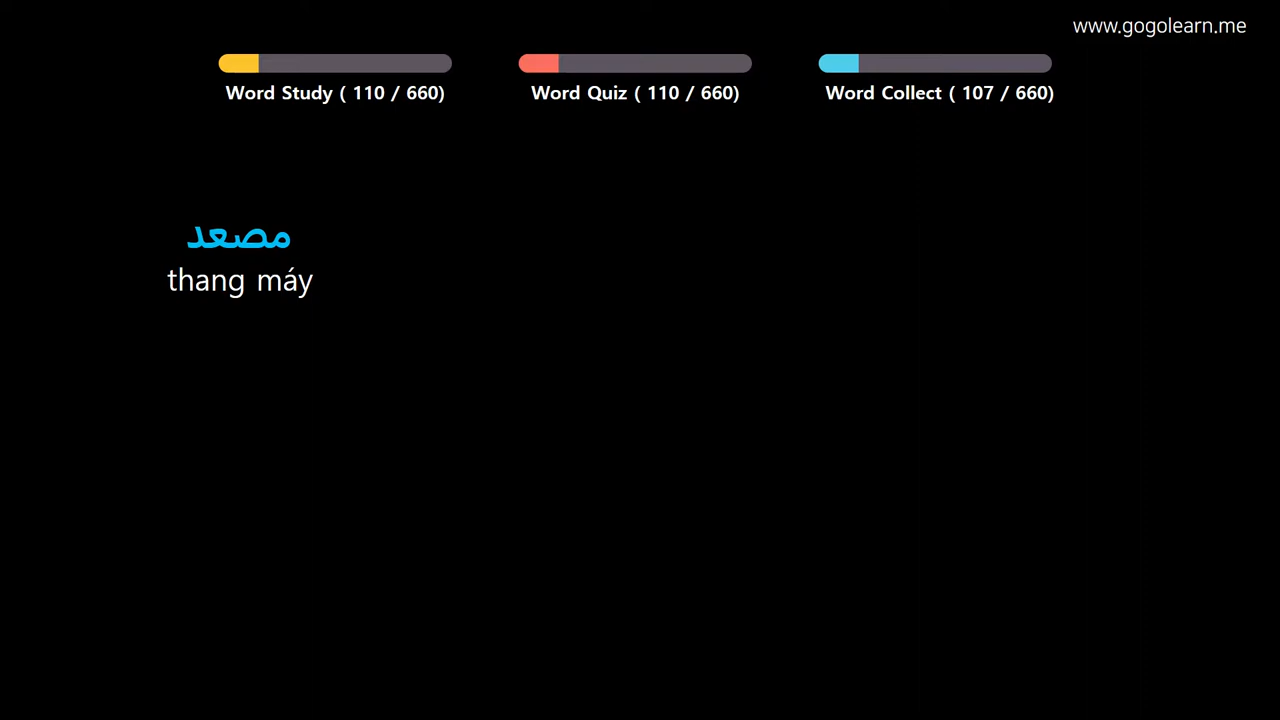 www.gogolearn.me
Word Study ( 110 / 660)
Word Quiz ( 110 / 660)
Word Collect ( 107 / 660)
مصعد
thang máy